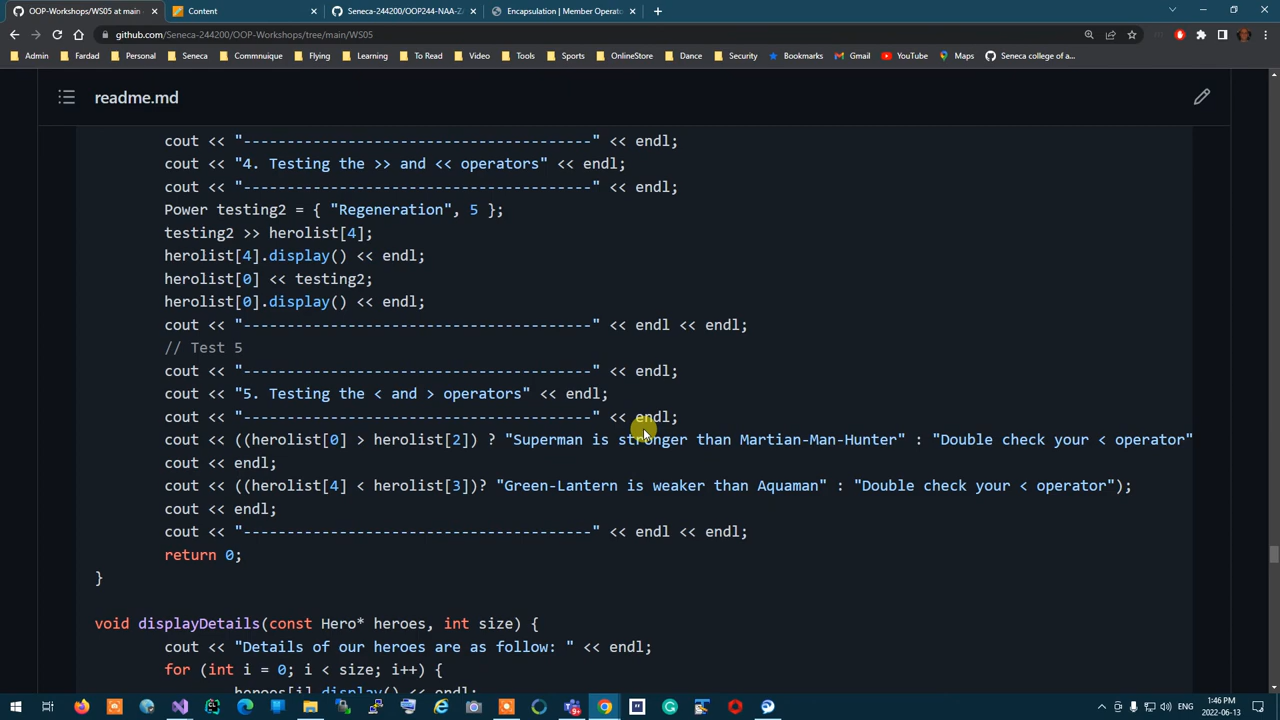 OOP-Workshops/WS05 at main
Content
Seneca-244200/OOP244-NAA-Z
Encapsulation | Member Operat
github.com/Seneca-244200/OOP-Workshops/tree/main/WS05
Admin
Fardad
Personal
Seneca
Commnuique
Flying
Learning
To Read
Video
Tools
Sports
OnlineStore
Dance
Security
Bookmarks
Gmail
YouTube
Maps
Seneca college of a...
readme.md
cout << "----------------------------------------" << endl;
cout << "4. Testing the >> and << operators" << endl;
cout << "----------------------------------------" << endl;
Power testing2 = { "Regeneration", 5 };
testing2 >> herolist[4];
herolist[4].display() << endl;
herolist[0] << testing2;
herolist[0].display() << endl;
cout << "----------------------------------------" << endl << endl;
// Test 5
cout << "----------------------------------------" << endl;
cout << "5. Testing the < and > operators" << endl;
cout << "----------------------------------------" << endl;
cout << ((herolist[0] > herolist[2]) ? "Superman is stronger than Martian-Man-Hunter" : "Double check your < operator"
cout << endl;
cout << ((herolist[4] < herolist[3])? "Green-Lantern is weaker than Aquaman" : "Double check your < operator");
cout << endl;
cout << "----------------------------------------" << endl << endl;
return 0;
}
void displayDetails(const Hero* heroes, int size) {
cout << "Details of our heroes are as follow: " << endl;
for (int i = 0; i < size; i++) {
heroes[i].display() << endl;
ENG
1:46 PM
2022-06-13